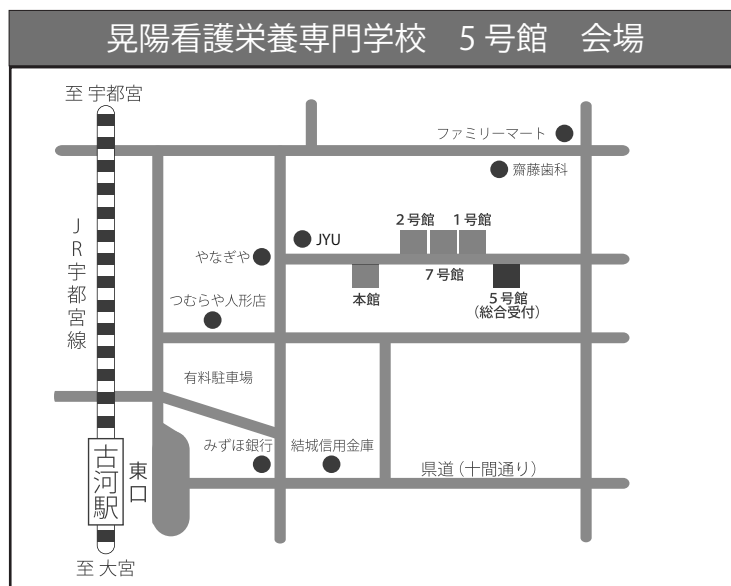 晃陽看護栄養専門学校　5号館　会場
至 宇都宮
ファミリーマート
齋藤歯科
JR宇都宮線
2号館
1号館
JYU
やなぎや
7号館
本館
5号館
(総合受付)
つむらや人形店
有料駐車場
みずほ銀行
結城信用金庫
県道(十間通り)
古河駅
東口
至 大宮